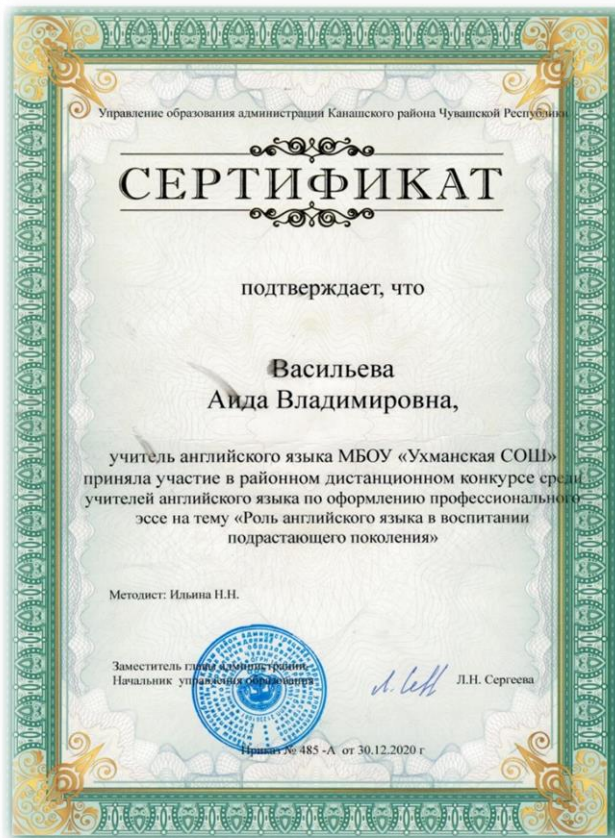 Управление образования администрации Канашского района Чувашской Республики
СЕРТИФИКАТ
подтверждает, что
Васильева
Аида Владимировна,
учитель английского языка МБОУ «Ухманская СОШ»
приняла участие в районном дистанционном конкурсе среди
учителей английского языка по оформлению профессионального
эссе на тему «Роль английского языка в воспитании
подрастающего поколения»
Методист: Ильина Н.Н.
Заместитель главы администрации,
Начальник управления образования
Л.Н. Сергеева
Приказ № 485 -А от 30.12.2020 г